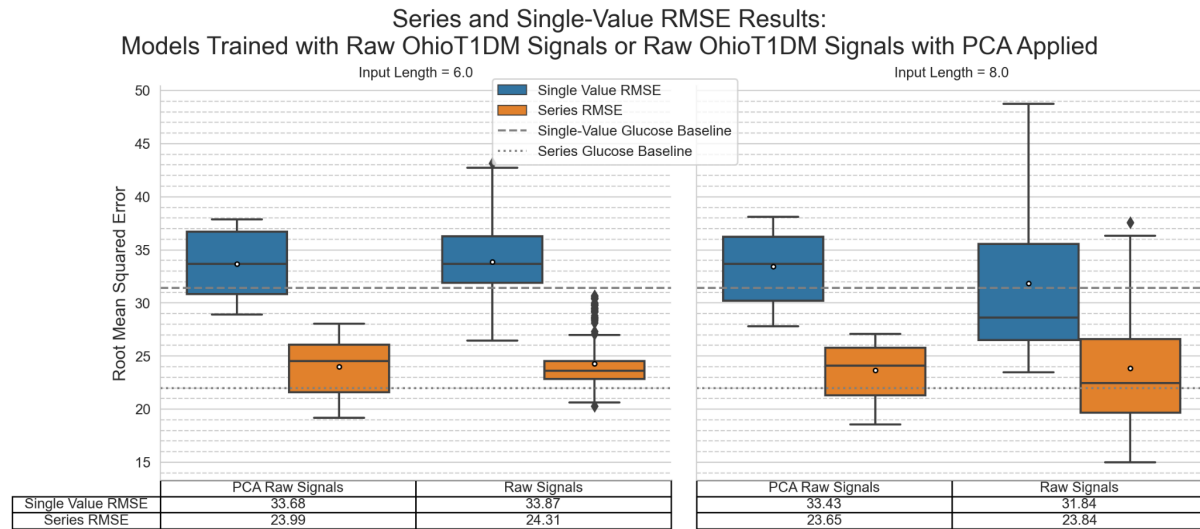 Series and Single-Value RMSE Results:
Models Trained with Raw OhioT1DM Signals or Raw OhioT1DM Signals with PCA Applied
Input Length = 6.0
Input Length = 8.0
Single Value RMSE
Series RMSE
Single-Value Glucose Baseline
Series Glucose Baseline
Root Mean Squared Error
50
45
40
35
30
25
20
15
PCA Raw Signals Raw Signals PCA Raw Signals Raw Signals
Single Value RMSE 33.68 33.87 33.43 31.84
Series RMSE 23.99 24.31 23.65 23.84